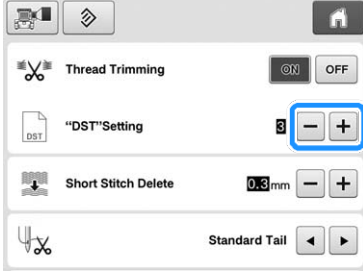 Thread Trimming ON OFF
DST
“DST”Setting 3 − +
Short Stitch Delete 0.3mm − +
Standard Tail